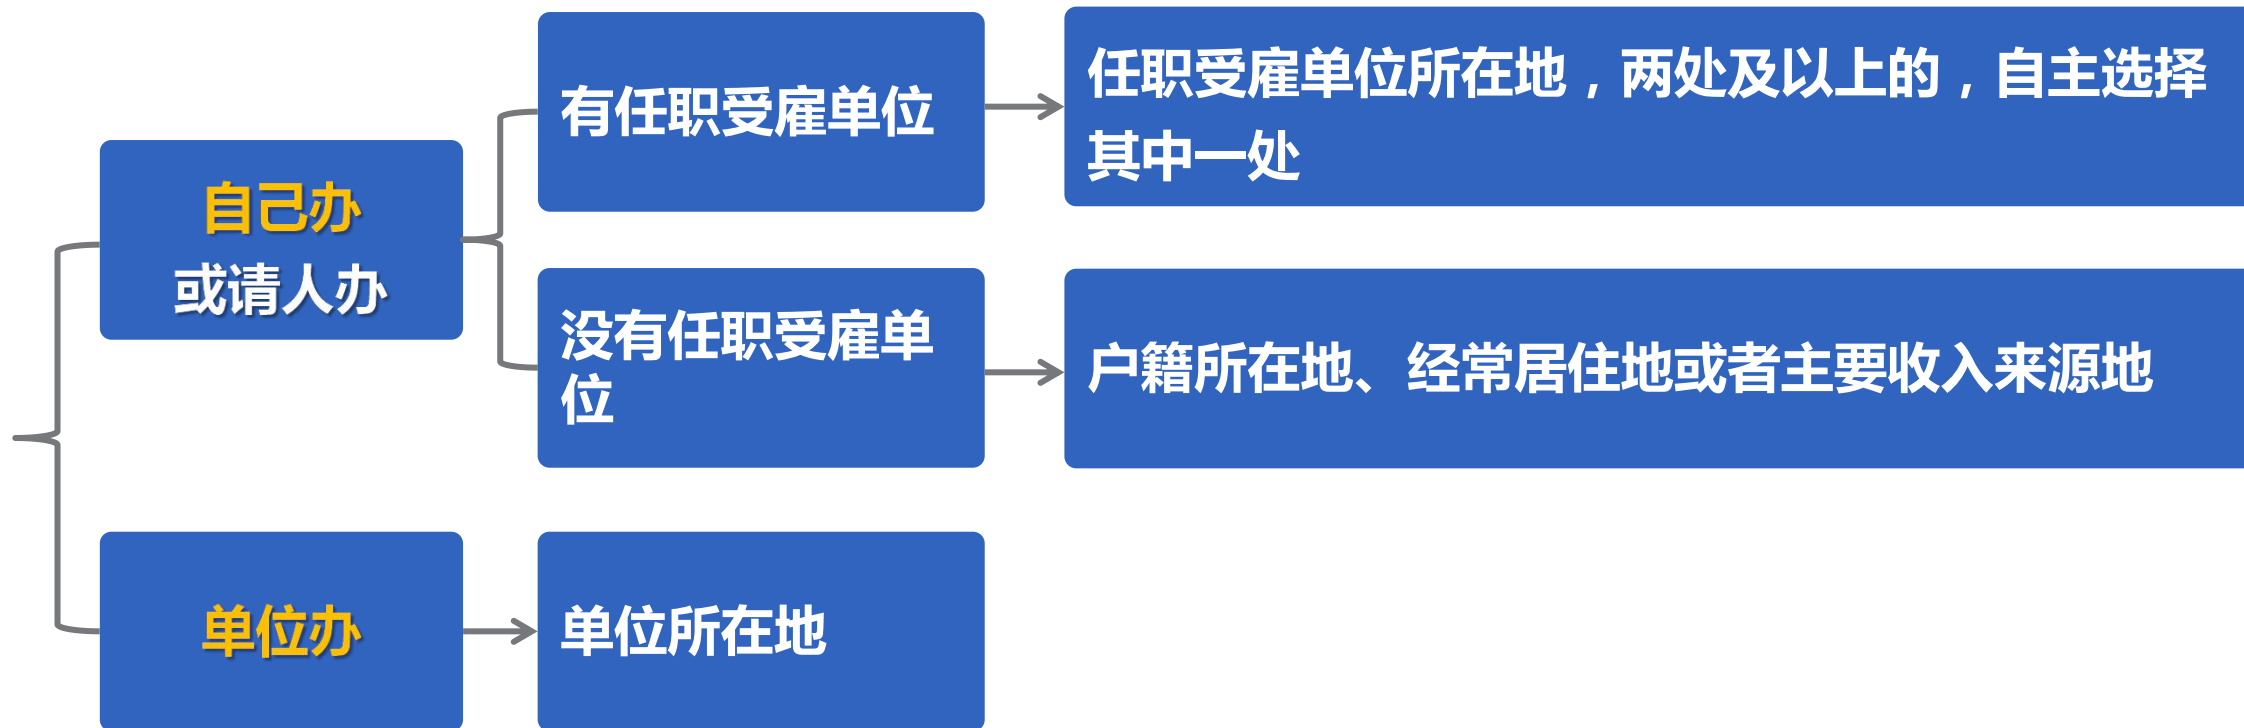 有任职受雇单位
任职受雇单位所在地，两处及以上的，自主选择
其中一处
自己办
或请人办
没有任职受雇单
位
户籍所在地、经常居住地或者主要收入来源地
单位办
单位所在地